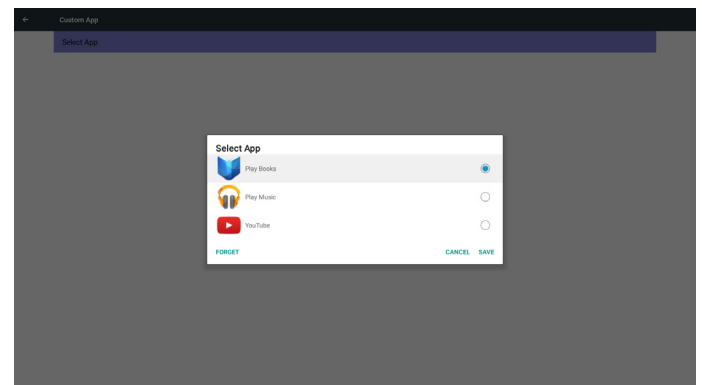 Custom App
Select App
Select App
Play Books
Play Music
YouTube
FORGET CANCEL SAVE